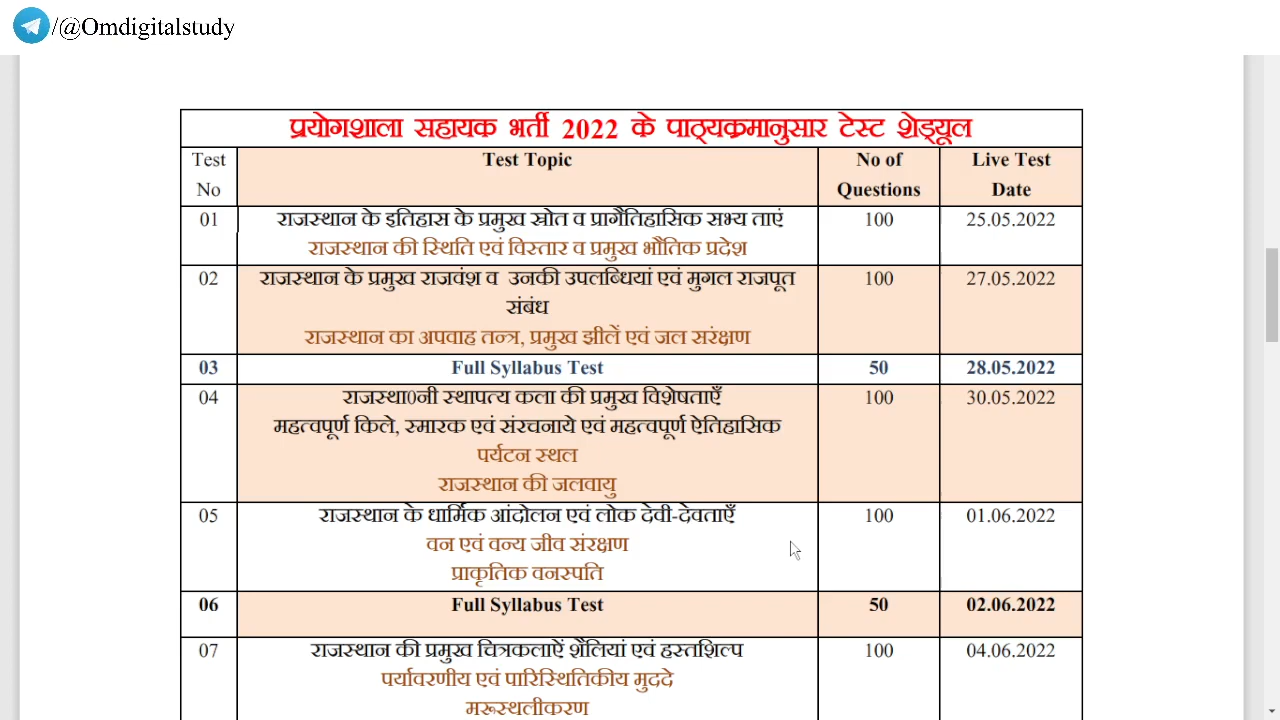 /@Omdigitalstudy
प्रयोगशाला सहायक भर्ती 2022 के पाठ्यक्रमानुसार टेस्ट शेड्यूल
Test No Test Topic No of Questions Live Test Date
01 राजस्थान के इतिहास के प्रमुख स्रोत व प्रागैतिहासिक सभ्य ताएं 100 25.05.2022
राजस्थान की स्थिति एवं विस्तार व प्रमुख भौतिक प्रदेश
02 राजस्थान के प्रमुख राजवंश व उनकी उपलब्धियां एवं मुगल राजपूत 100 27.05.2022
संबंध
राजस्थान का अपवाह तन्त्र, प्रमुख झीलें एवं जल सरंक्षण
03 Full Syllabus Test 50 28.05.2022
04 राजस्था0नी स्थापत्य कला की प्रमुख विशेषताएँ 100 30.05.2022
महत्वपूर्ण किले, स्मारक एवं संरचनाये एवं महत्वपूर्ण ऐतिहासिक
पर्यटन स्थल
राजस्थान की जलवायु
05 राजस्थान के धार्मिक आंदोलन एवं लोक देवी-देवताएँ 100 01.06.2022
वन एवं वन्य जीव संरक्षण
प्राकृतिक वनस्पति
06 Full Syllabus Test 50 02.06.2022
07 राजस्थान की प्रमुख चित्रकलाऐं शैलियां एवं हस्तशिल्प 100 04.06.2022
पर्यावरणीय एवं पारिस्थितिकीय मुददे
मरूस्थलीकरण